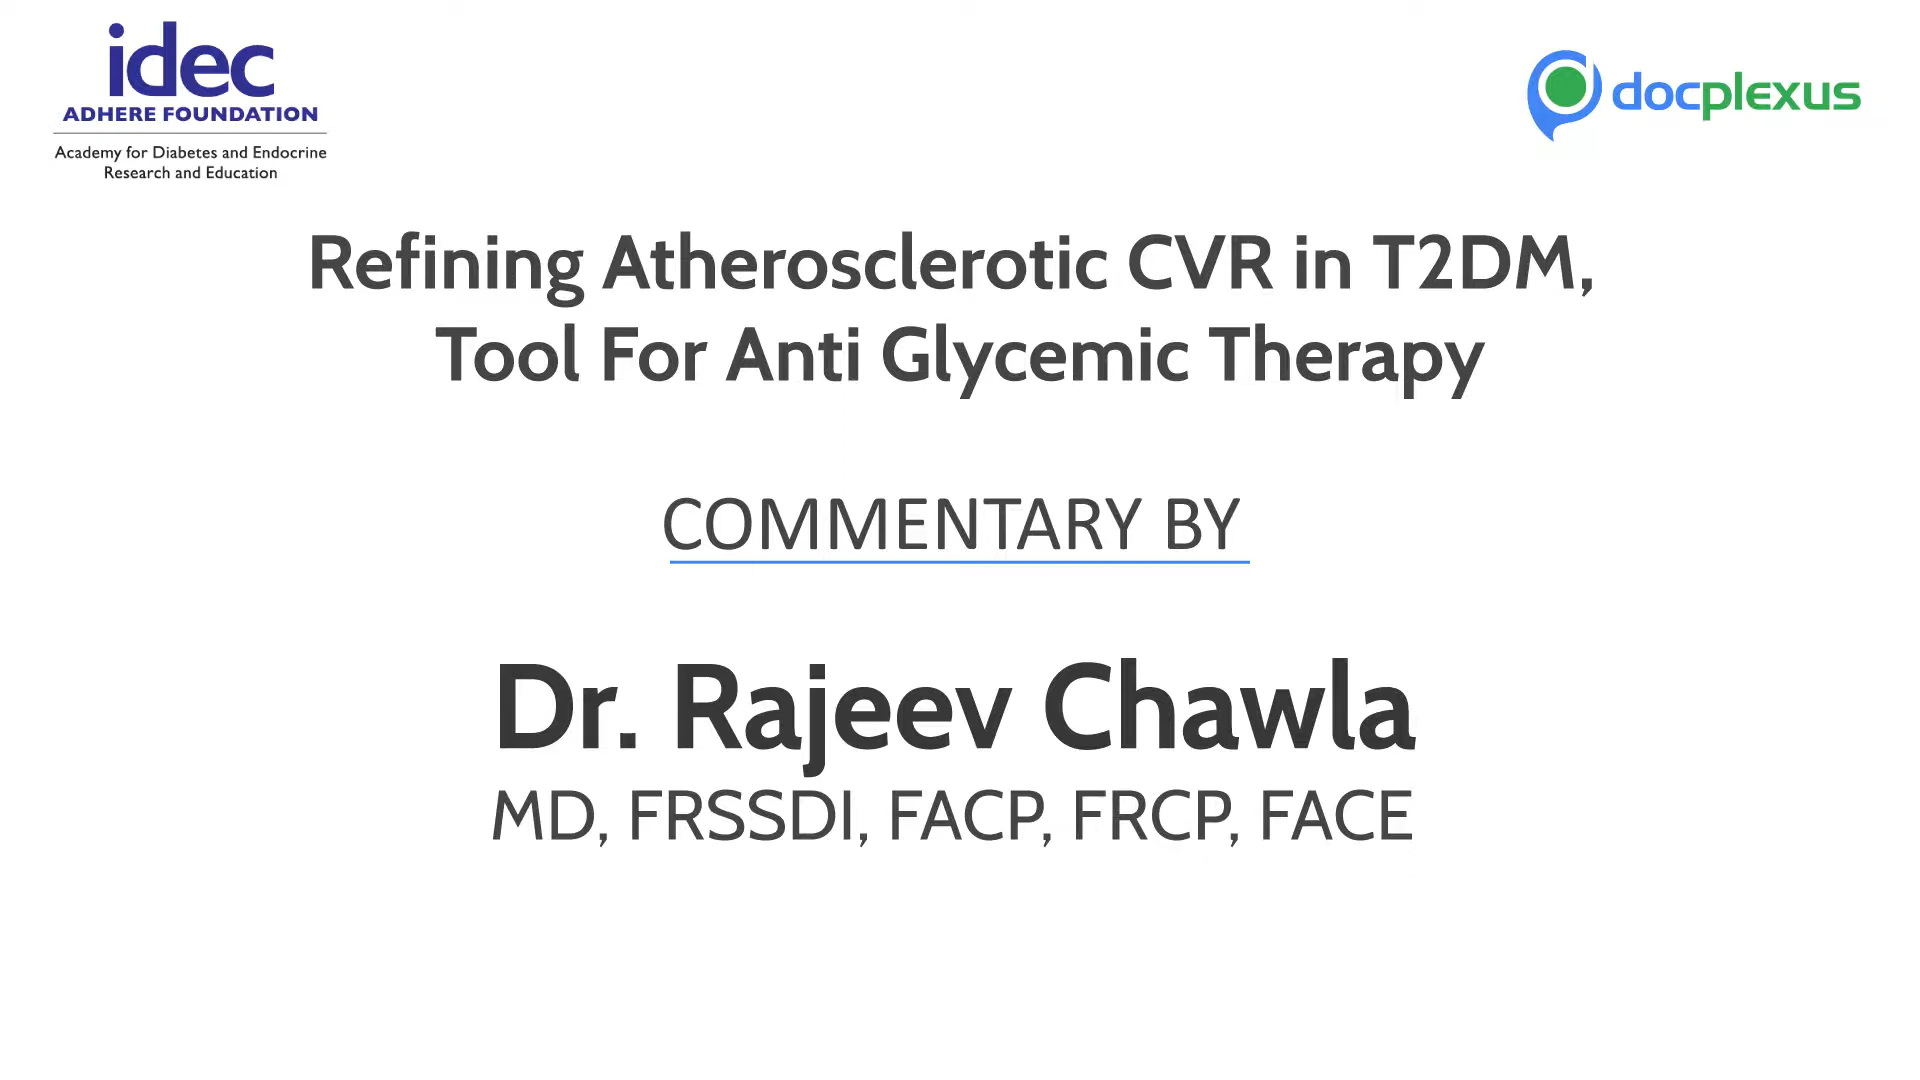 idec
ADHERE FOUNDATION
Academy for Diabetes and Endocrine
Research and Education
docplexus
Refining Atherosclerotic CVR in T2DM,
Tool For Anti Glycemic Therapy
COMMENTARY BY
Dr. Rajeev Chawla
MD, FRSSDI, FACP, FRCP, FACE